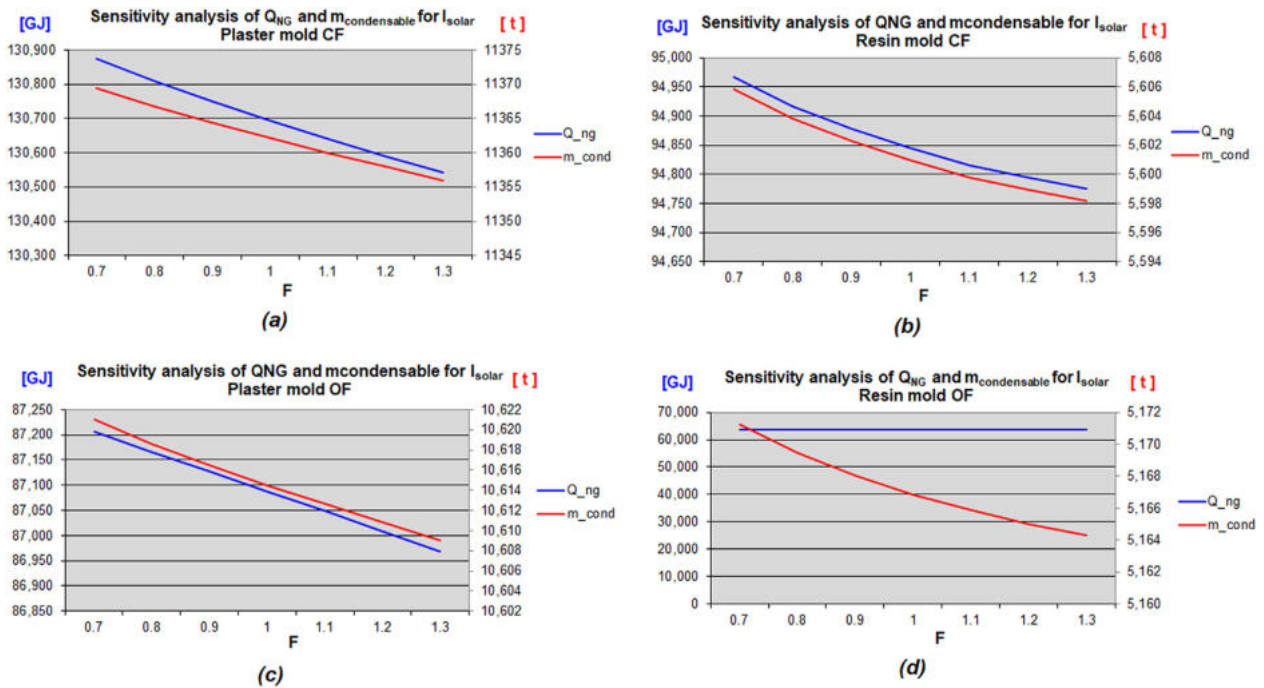 Sensitivity analysis of QNG and mcondensable for Isolar
Plaster mold CF
[GJ]
[ t ]
130,900
130,800
130,700
130,600
130,500
130,400
130,300
11375
11370
11365
11360
11355
11350
11345
0.7 0.8 0.9 1 1.1 1.2 1.3
F
Q_ng
m_cond
(a)
Sensitivity analysis of QNG and mcondensable for Isolar
Resin mold CF
[GJ]
[ t ]
95,000
94,950
94,900
94,850
94,800
94,750
94,700
94,650
5,608
5,606
5,604
5,602
5,600
5,598
5,596
5,594
0.7 0.8 0.9 1 1.1 1.2 1.3
F
Q_ng
m_cond
(b)
Sensitivity analysis of QNG and mcondensable for Isolar
Plaster mold OF
[GJ]
[ t ]
87,250
87,200
87,150
87,100
87,050
87,000
86,950
86,900
86,850
10,622
10,620
10,618
10,616
10,614
10,612
10,610
10,608
10,606
10,604
10,602
0.7 0.8 0.9 1 1.1 1.2 1.3
F
Q_ng
m_cond
(c)
Sensitivity analysis of QNG and mcondensable for Isolar
Resin mold OF
[GJ]
[ t ]
70,000
60,000
50,000
40,000
30,000
20,000
10,000
0
5,172
5,170
5,168
5,166
5,164
5,162
5,160
0.7 0.8 0.9 1 1.1 1.2 1.3
F
Q_ng
m_cond
(d)